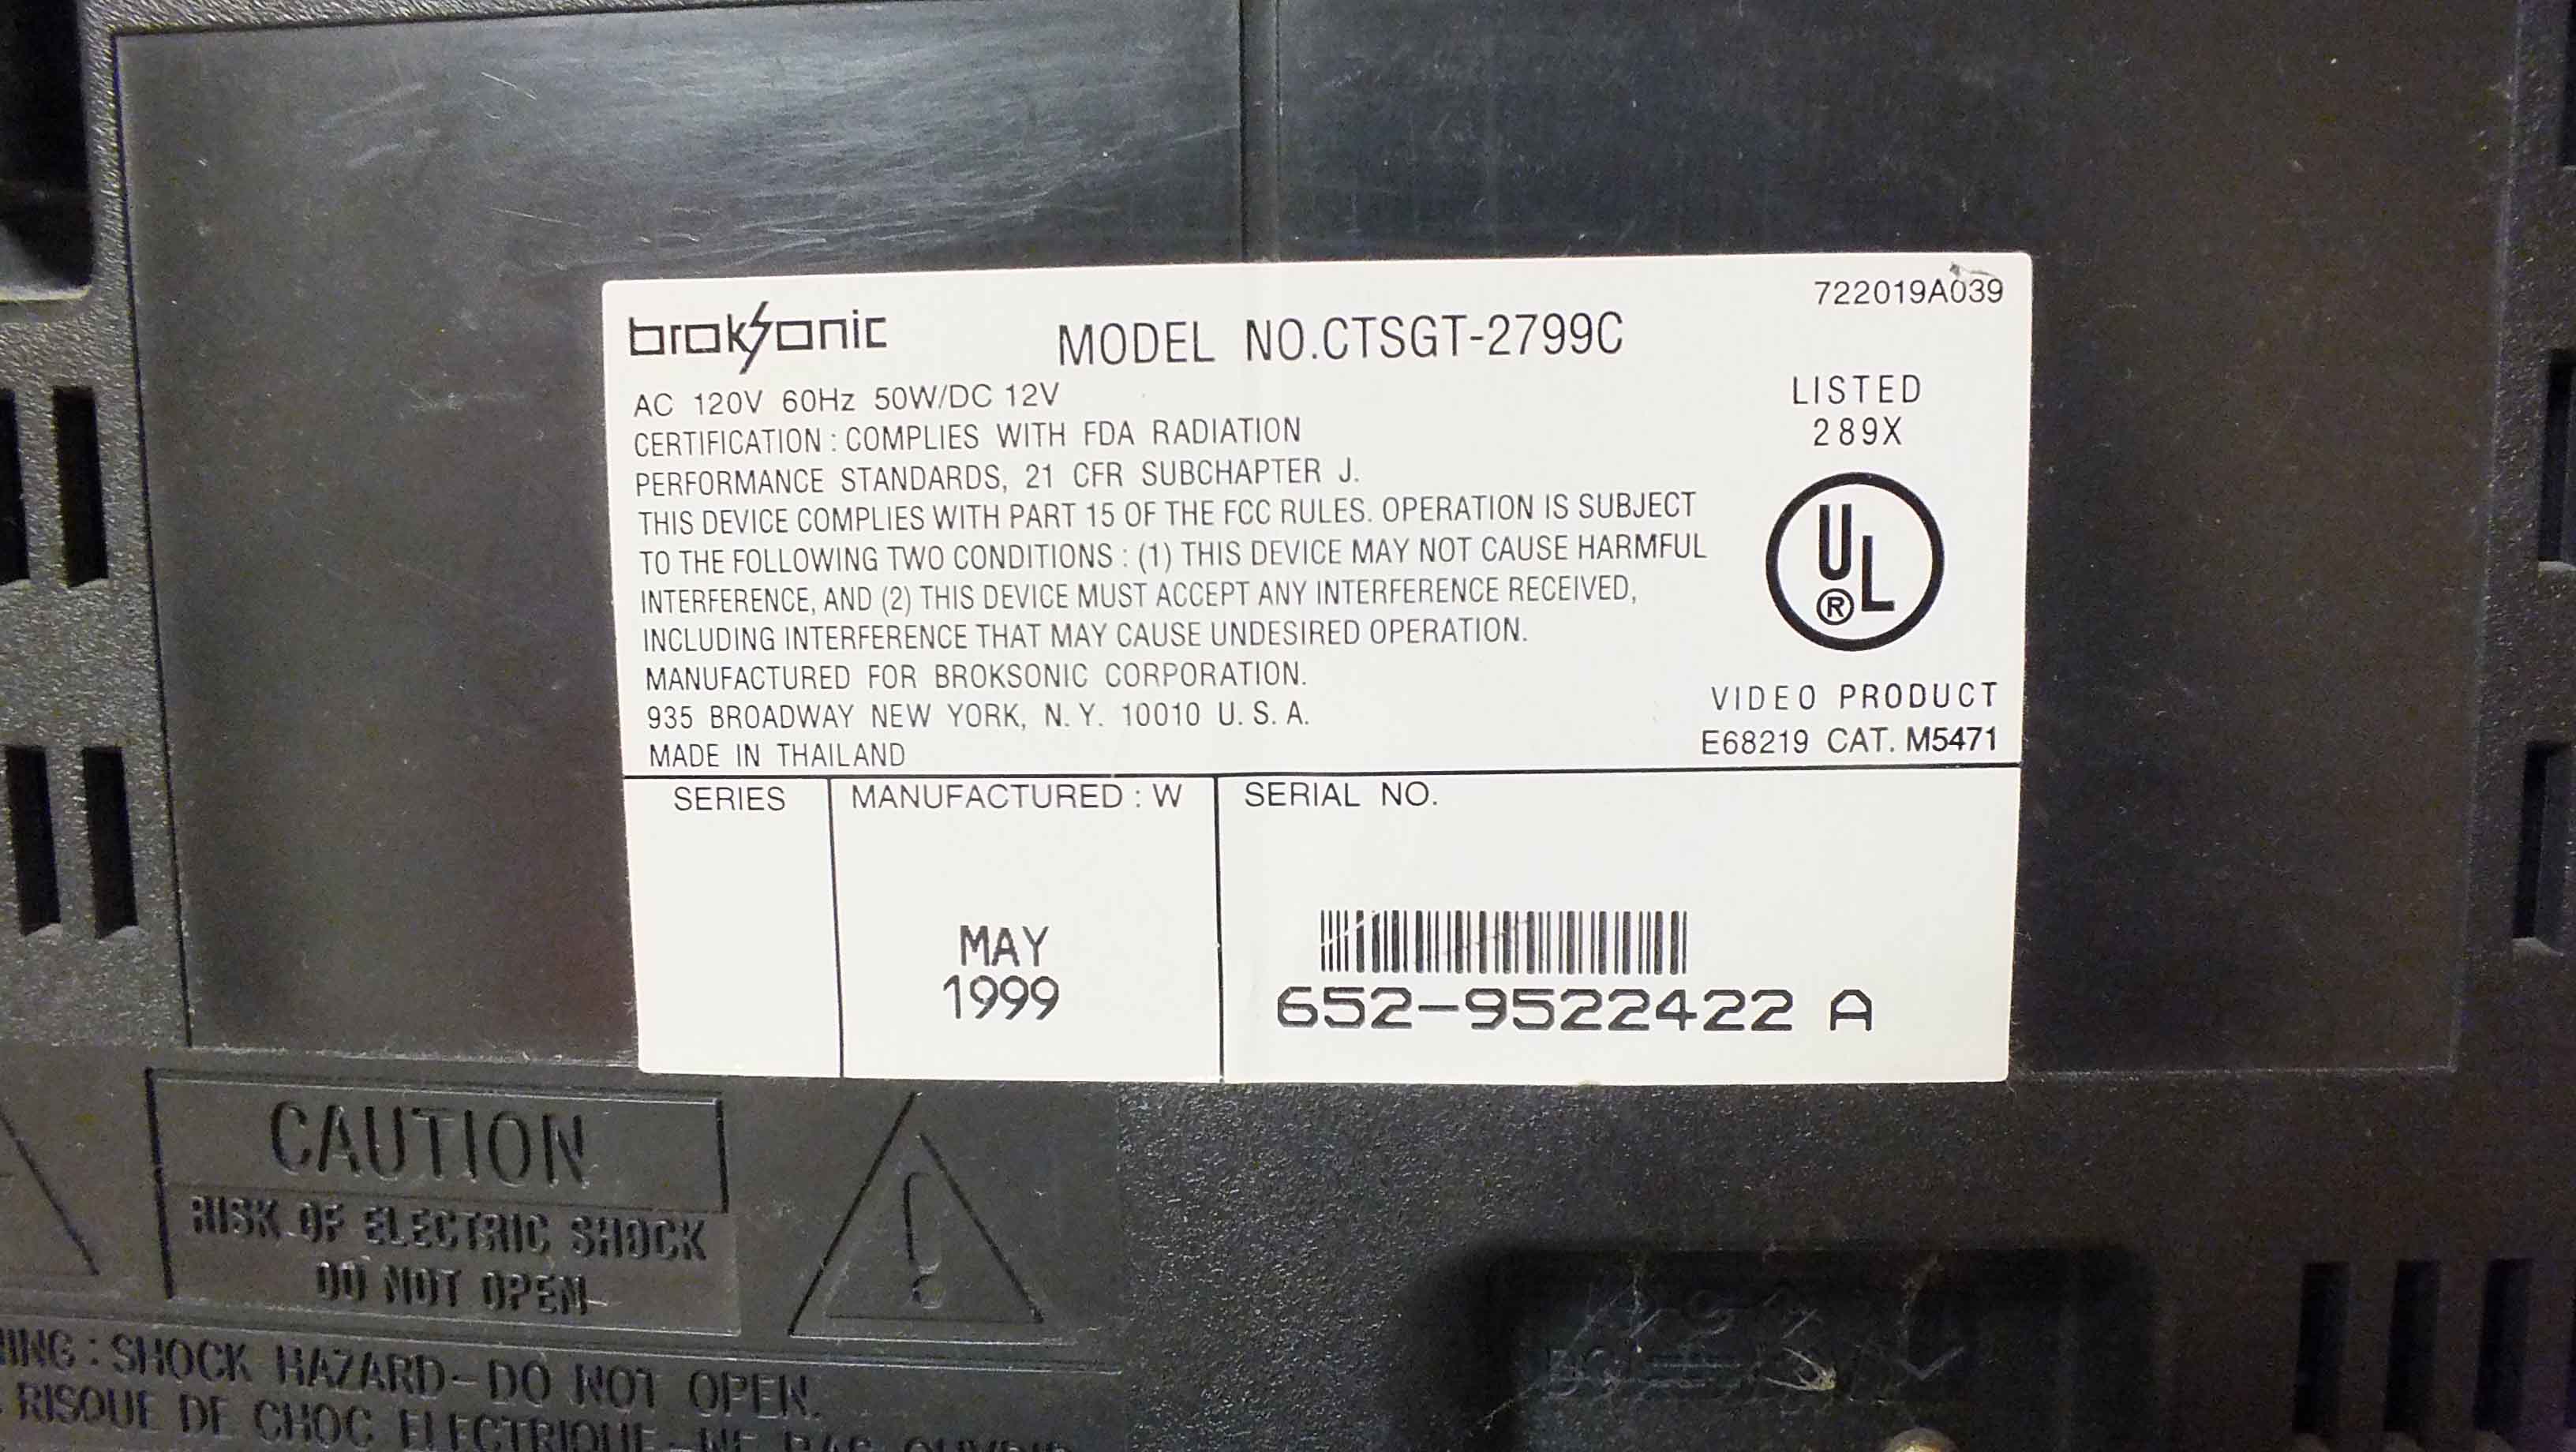 broksonic
MODEL NO.CTSGT-2799C
722019A039
AC 120V 60Hz 50W/DC 12V
CERTIFICATION : COMPLIES WITH FDA RADIATION
PERFORMANCE STANDARDS, 21 CFR SUBCHAPTER J.
THIS DEVICE COMPLIES WITH PART 15 OF THE FCC RULES. OPERATION IS SUBJECT
TO THE FOLLOWING TWO CONDITIONS : (1) THIS DEVICE MAY NOT CAUSE HARMFUL
INTERFERENCE, AND (2) THIS DEVICE MUST ACCEPT ANY INTERFERENCE RECEIVED,
INCLUDING INTERFERENCE THAT MAY CAUSE UNDESIRED OPERATION.
MANUFACTURED FOR BROKSONIC CORPORATION.
935 BROADWAY NEW YORK, N. Y. 10010 U. S. A.
MADE IN THAILAND
LISTED
289X
UL
®
VIDEO PRODUCT
E68219 CAT. M5471
SERIES
MANUFACTURED : W
MAY
1999
SERIAL NO.
652-9522422 A
CAUTION
RISK OF ELECTRIC SHOCK
DO NOT OPEN
!
: SHOCK HAZARD-DO NOT OPEN.
RISQUE DE CHOC ELECTRIQUE-NE PAS